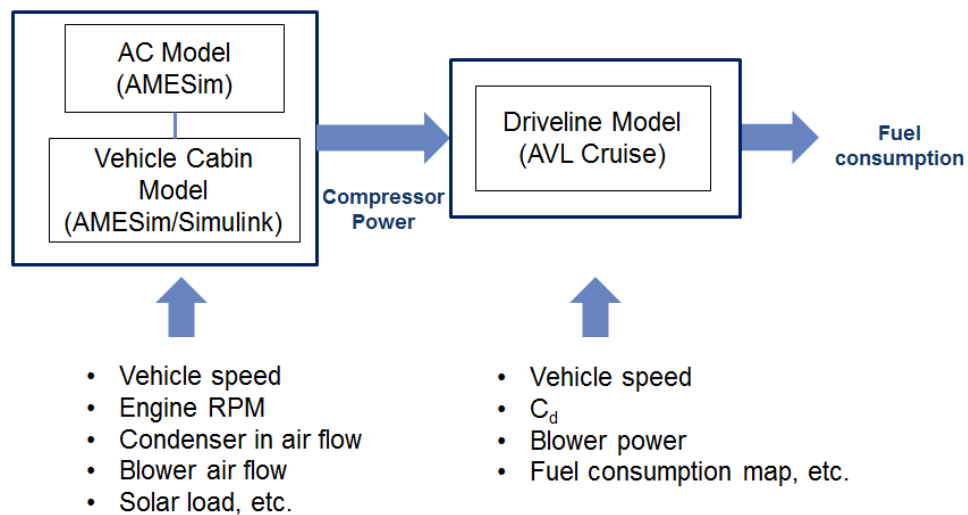 AC Model
(AMESim)
Vehicle Cabin
Model
(AMESim/Simulink)
Compressor
Power
Driveline Model
(AVL Cruise)
Fuel
consumption
• Vehicle speed
• Engine RPM
• Condenser in air flow
• Blower air flow
• Solar load, etc.
• Vehicle speed
• Cd
• Blower power
• Fuel consumption map, etc.